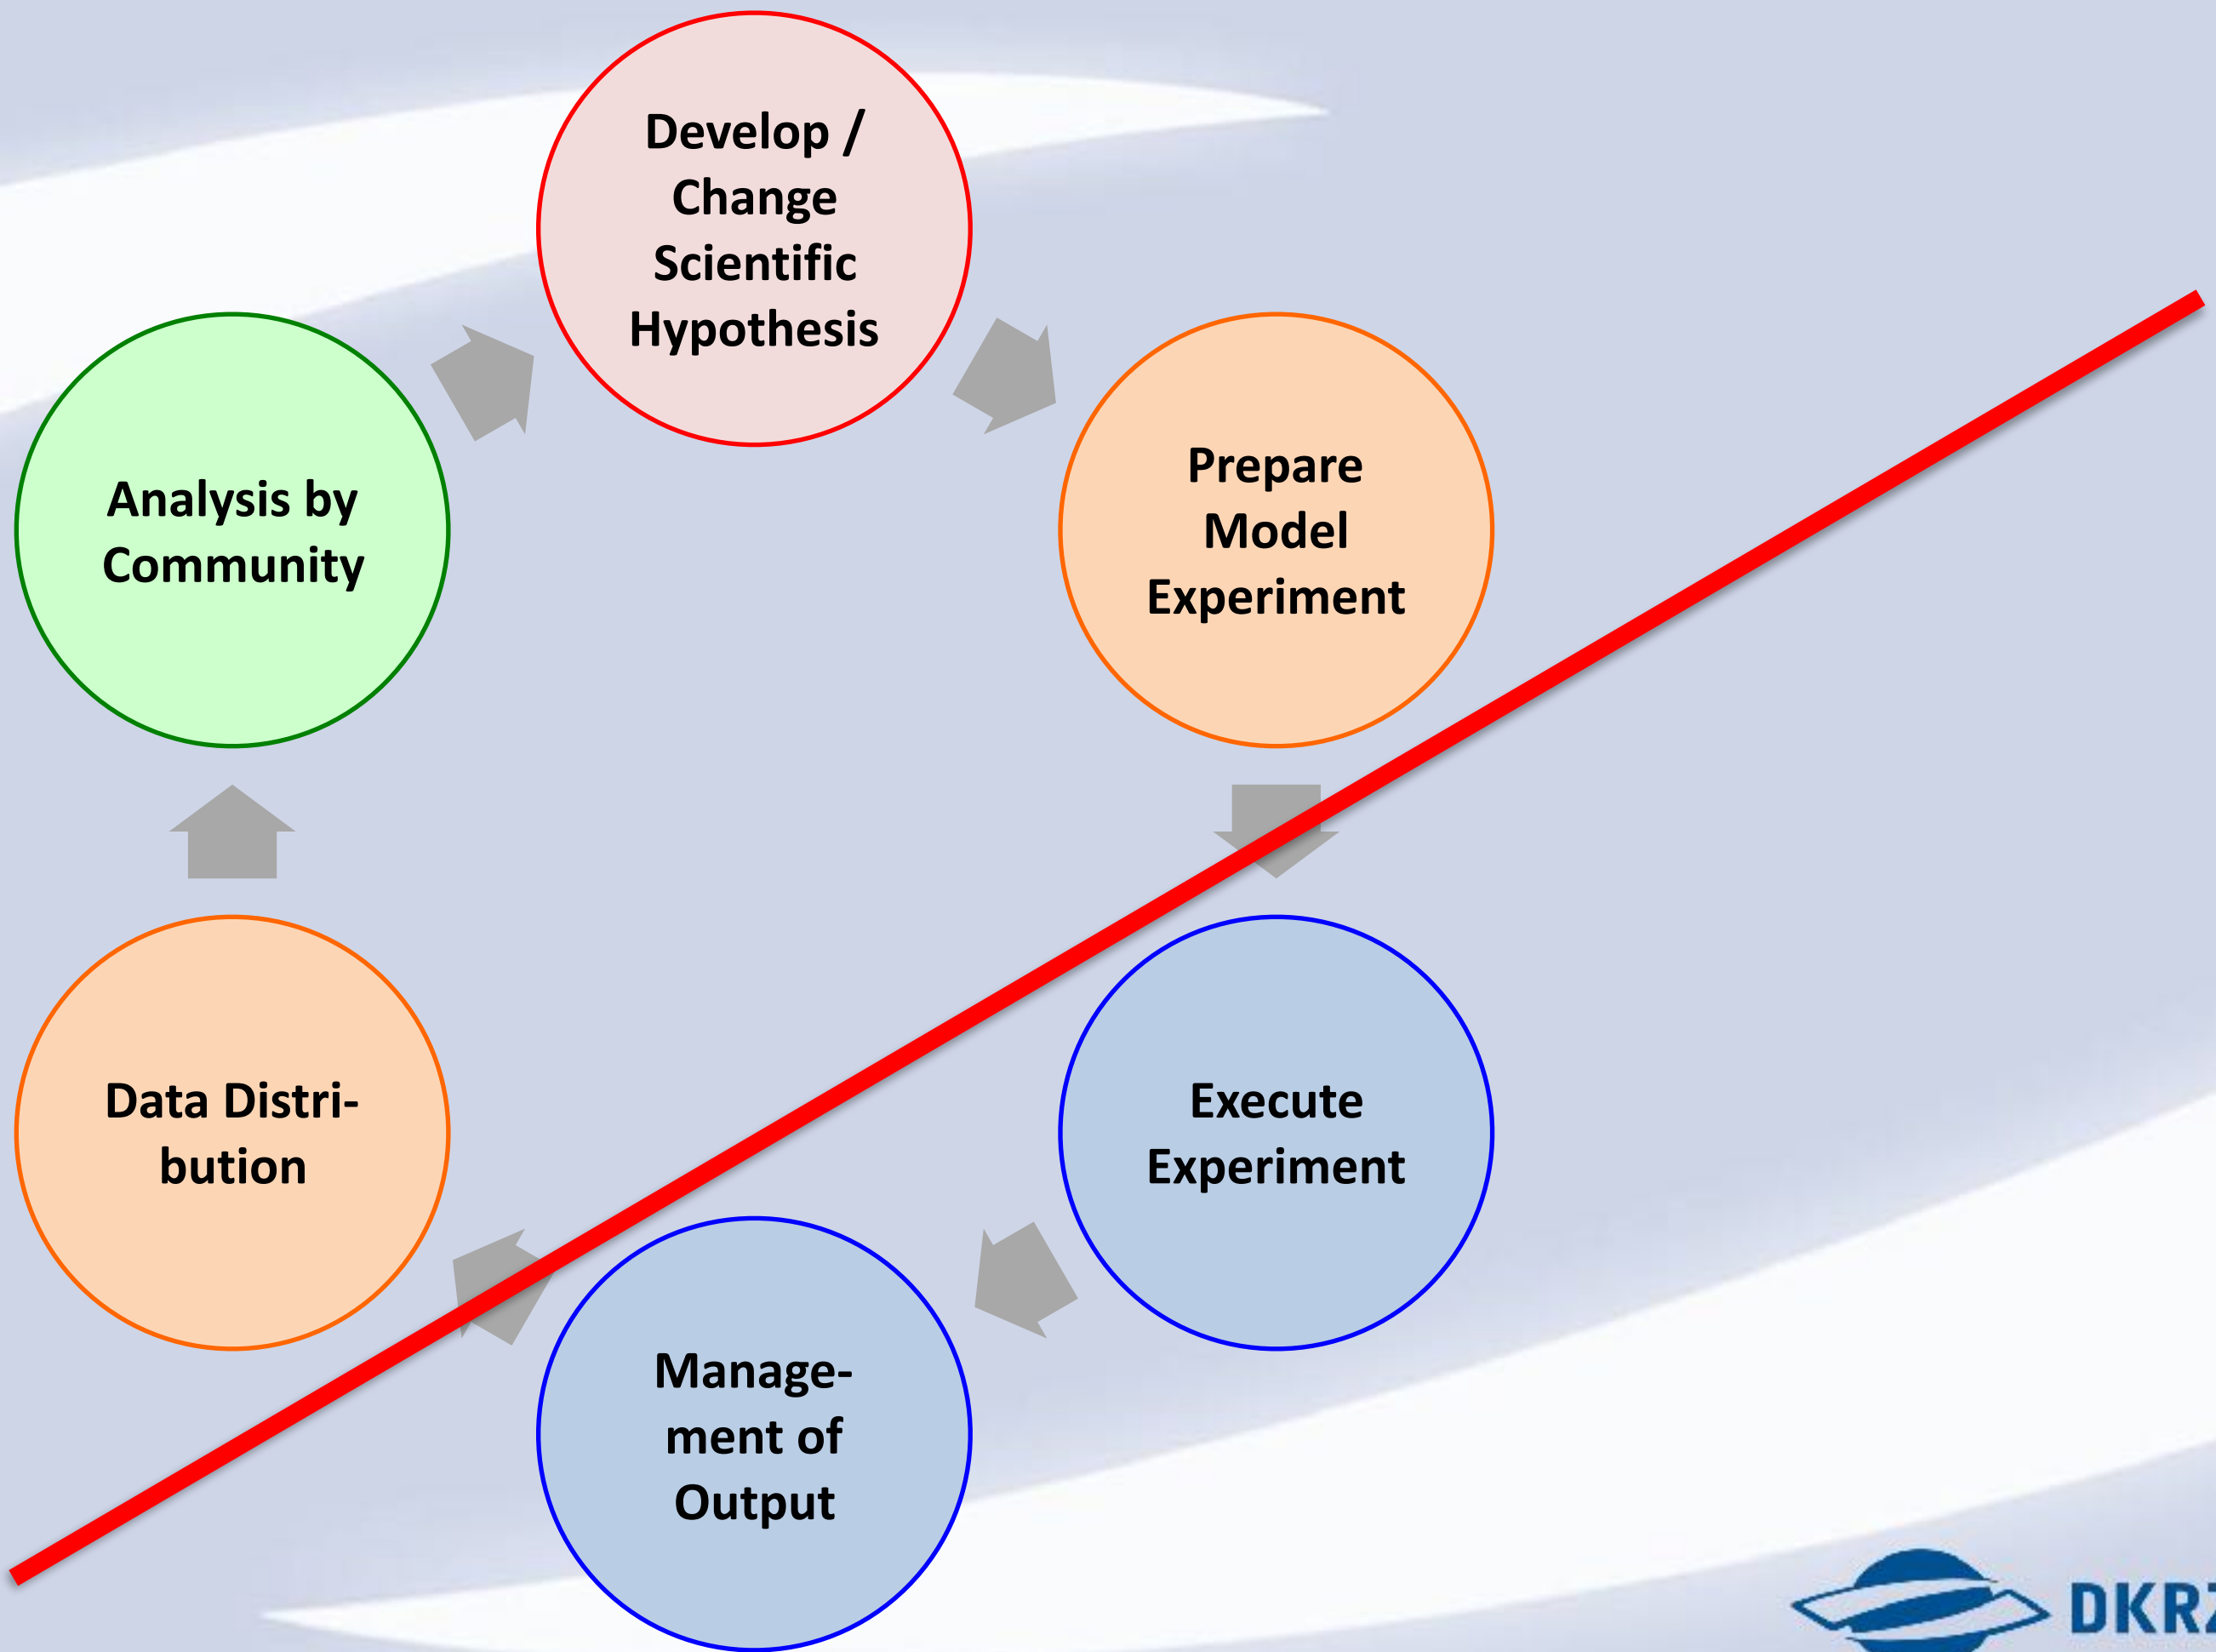 Develop /
Change
Scientific
Hypothesis
Prepare
Model
Experiment
Execute
Experiment
Manage-
ment of
Output
Data Distri-
bution
Analysis by
Community
DKRZ